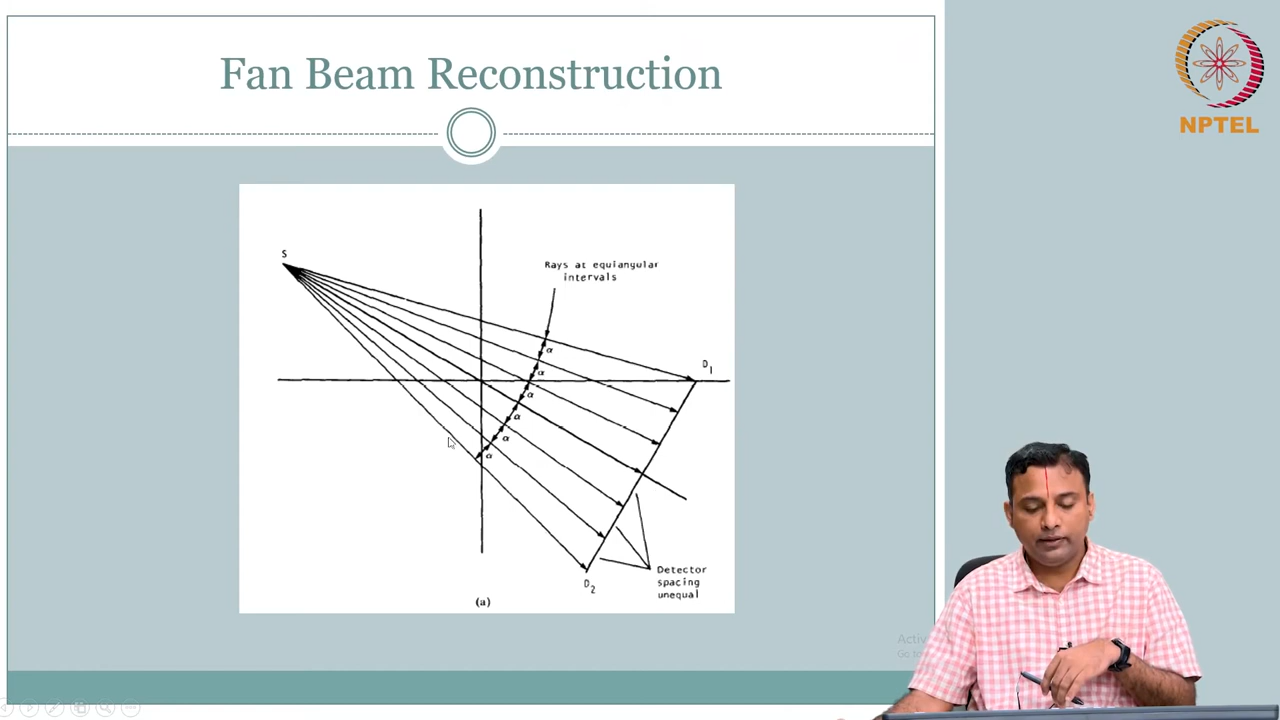 Fan Beam Reconstruction
NPTEL
S
Rays at equiangular
intervals
α
α
α
α
α
α
D1
D2
Detector
spacing
unequal
(a)